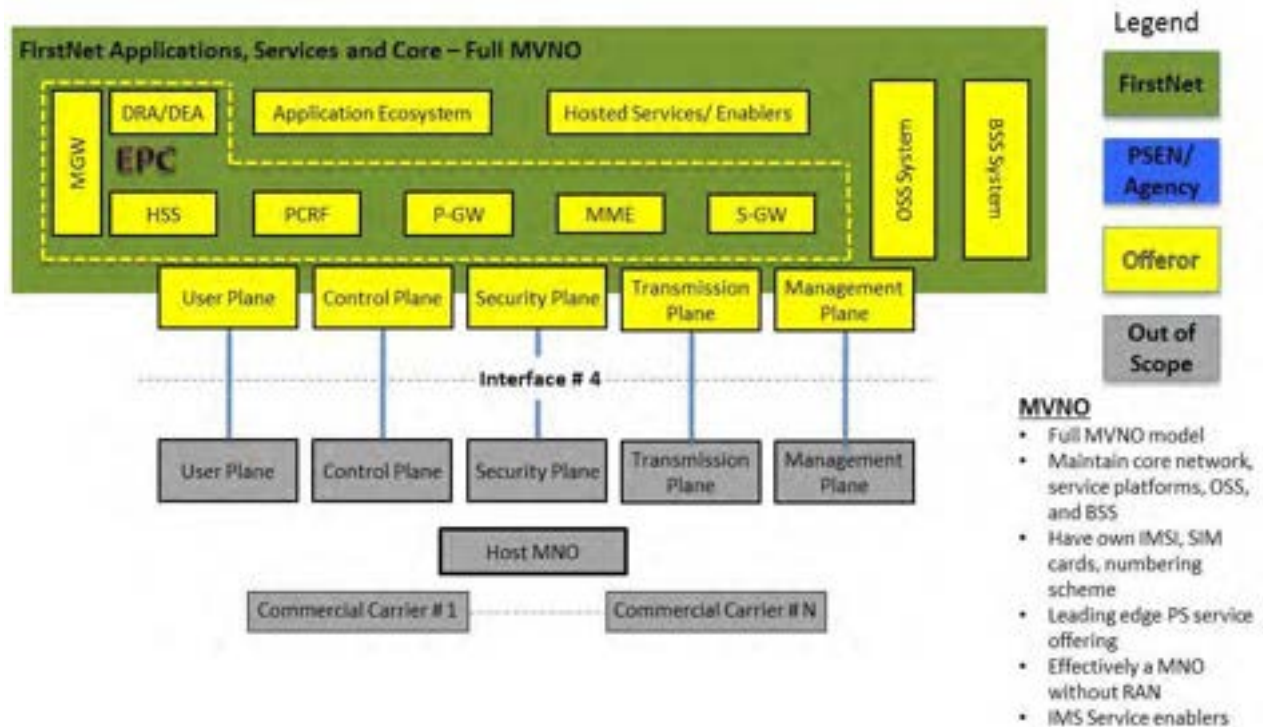 Legend
FirstNet Applications, Services and Core – Full MVNO
MGW
DRA/DEA
Application Ecosystem
Hosted Services/ Enablers
OSS System
BSS System
EPC
HSS
PCRF
P-GW
MME
S-GW
User Plane
Control Plane
Security Plane
Transmission
Plane
Management
Plane
Interface # 4
User Plane
Control Plane
Security Plane
Transmission
Plane
Management
Plane
Host MNO
Commercial Carrier # 1
Commercial Carrier # N
FirstNet
PSEN/
Agency
Offeror
Out of
Scope
MVNO
• Full MVNO model
• Maintain core network,
service platforms, OSS,
and BSS
• Have own IMSI, SIM
cards, numbering
scheme
• Leading edge PS service
offering
• Effectively a MNO
without RAN
• IMS Service enablers